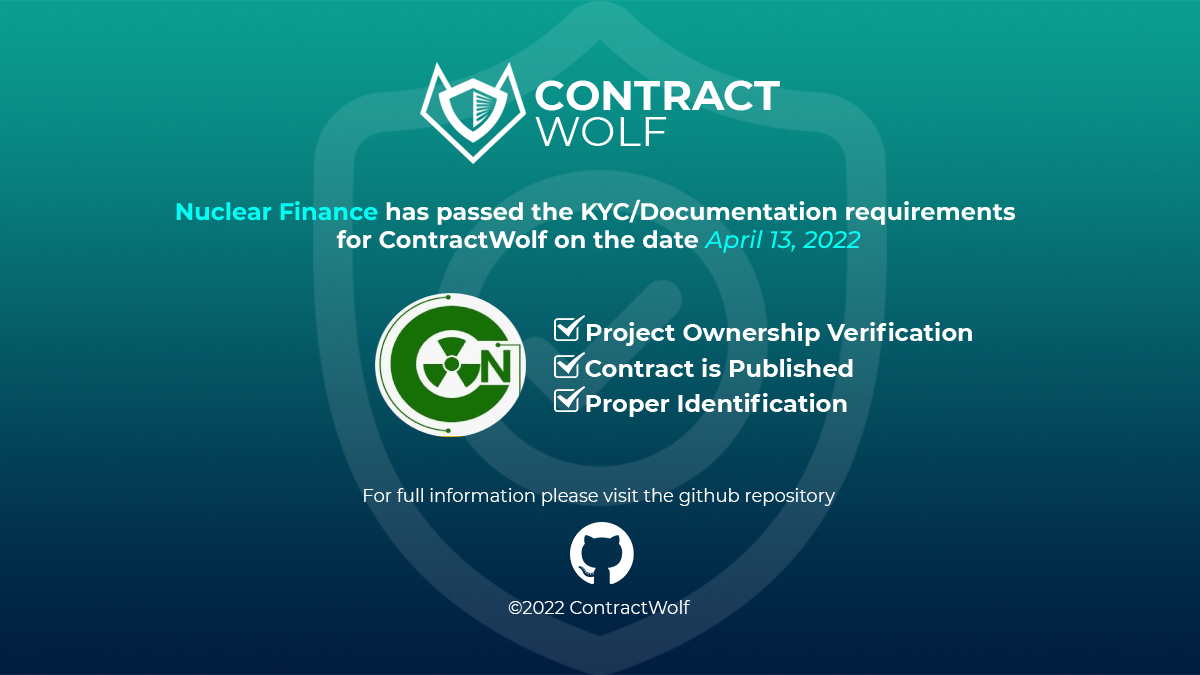 CONTRACT
WOLF
Nuclear Finance has passed the KYC/Documentation requirements
for ContractWolf on the date April 13, 2022
N
Project Ownership Verification
Contract is Published
Proper Identification
For full information please visit the github repository
©2022 ContractWolf